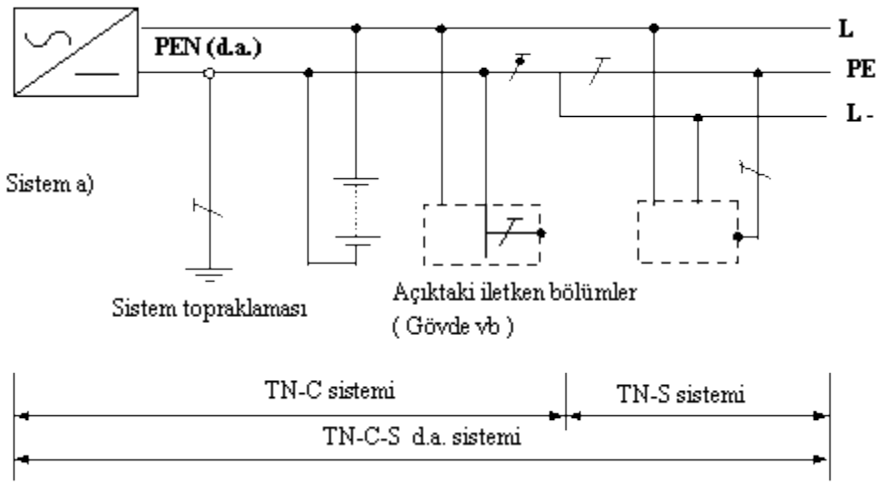 L
PEN (d.a.)
PE
L -
Sistem a)
Sistem topraklaması
Açıktaki iletken bölümler
( Gövde vb )
TN-C sistemi
TN-S sistemi
TN-C-S d.a. sistemi